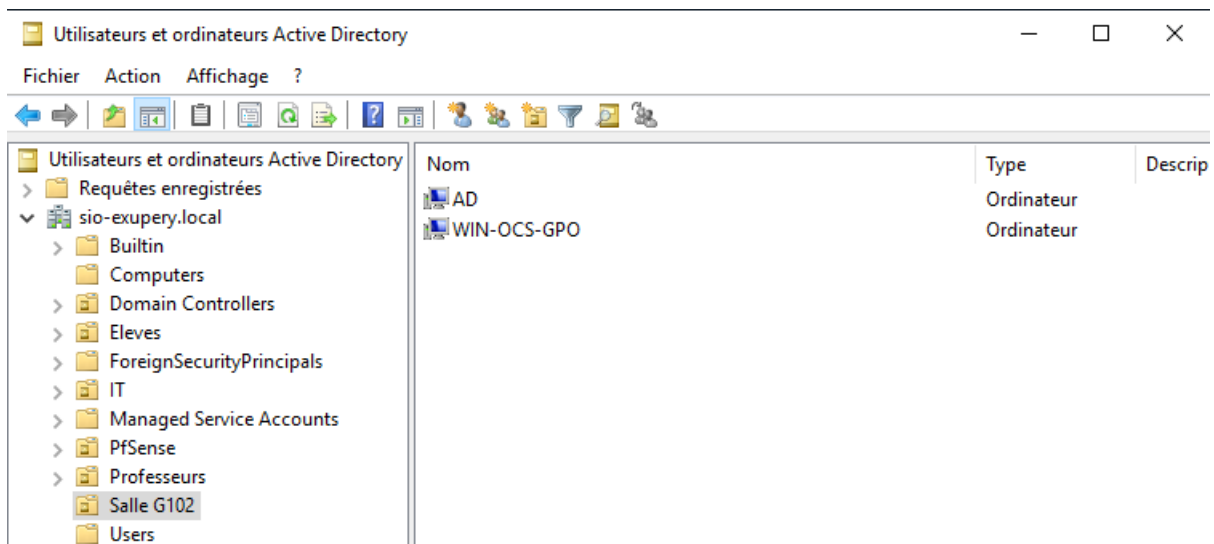 Utilisateurs et ordinateurs Active Directory
Fichier Action Affichage ?
Utilisateurs et ordinateurs Active Directory
Requêtes enregistrées
sio-exupery.local
Builtin
Computers
Domain Controllers
Eleves
ForeignSecurityPrincipals
IT
Managed Service Accounts
PfSense
Professeurs
Salle G102
Users
Nom Type Descrip
AD Ordinateur
WIN-OCS-GPO Ordinateur